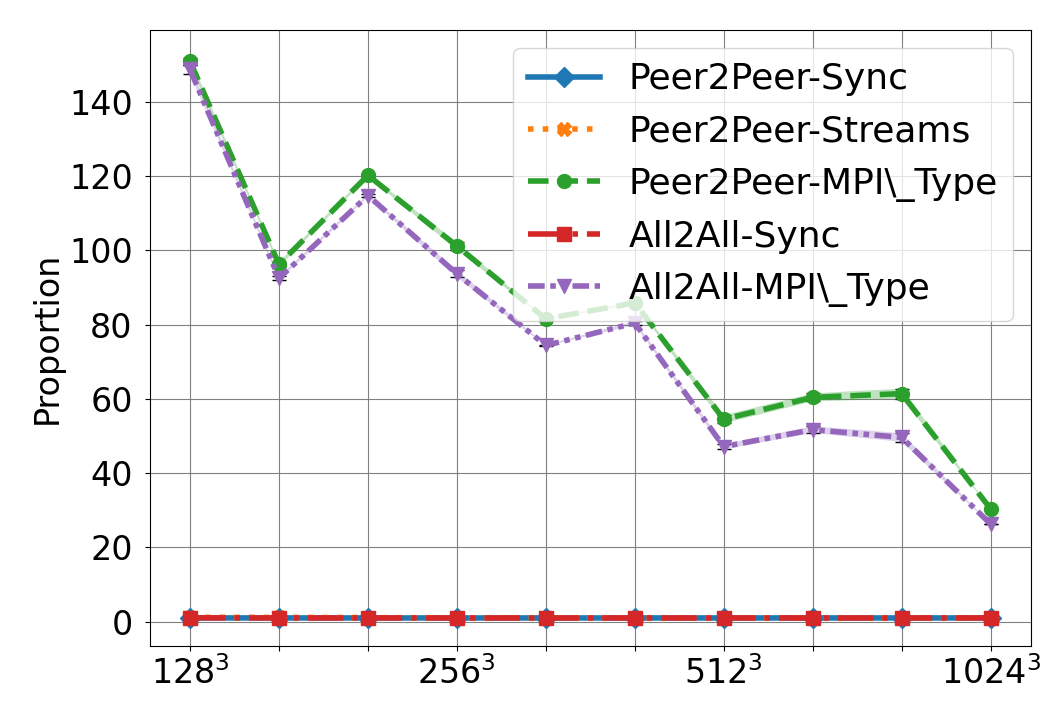 Proportion
140
120
100
80
60
40
20
0
128³
256³
512³
1024³
Peer2Peer-Sync
Peer2Peer-Streams
Peer2Peer-MPI\_Type
All2All-Sync
All2All-MPI\_Type